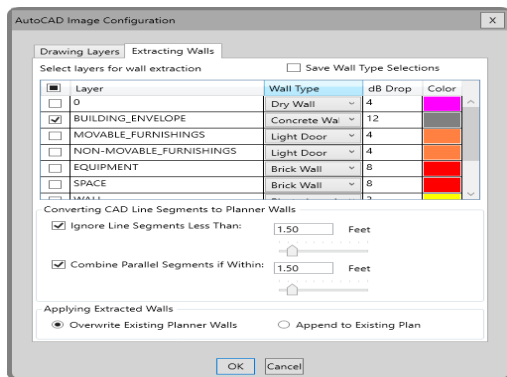 AutoCAD Image Configuration X
Drawing Layers Extracting Walls
Select layers for wall extraction Save Wall Type Selections
Layer Wall Type dB Drop Color
0 Dry Wall 4
BUILDING_ENVELOPE Concrete Wal 12
MOVABLE_FURNISHINGS Light Door 4
NON-MOVABLE_FURNISHINGS Light Door 4
EQUIPMENT Brick Wall 8
SPACE Brick Wall 8
WALL
Converting CAD Line Segments to Planner Walls
Ignore Line Segments Less Than: 1.50 Feet
Combine Parallel Segments if Within: 1.50 Feet
Applying Extracted Walls
Overwrite Existing Planner Walls Append to Existing Plan
OK Cancel